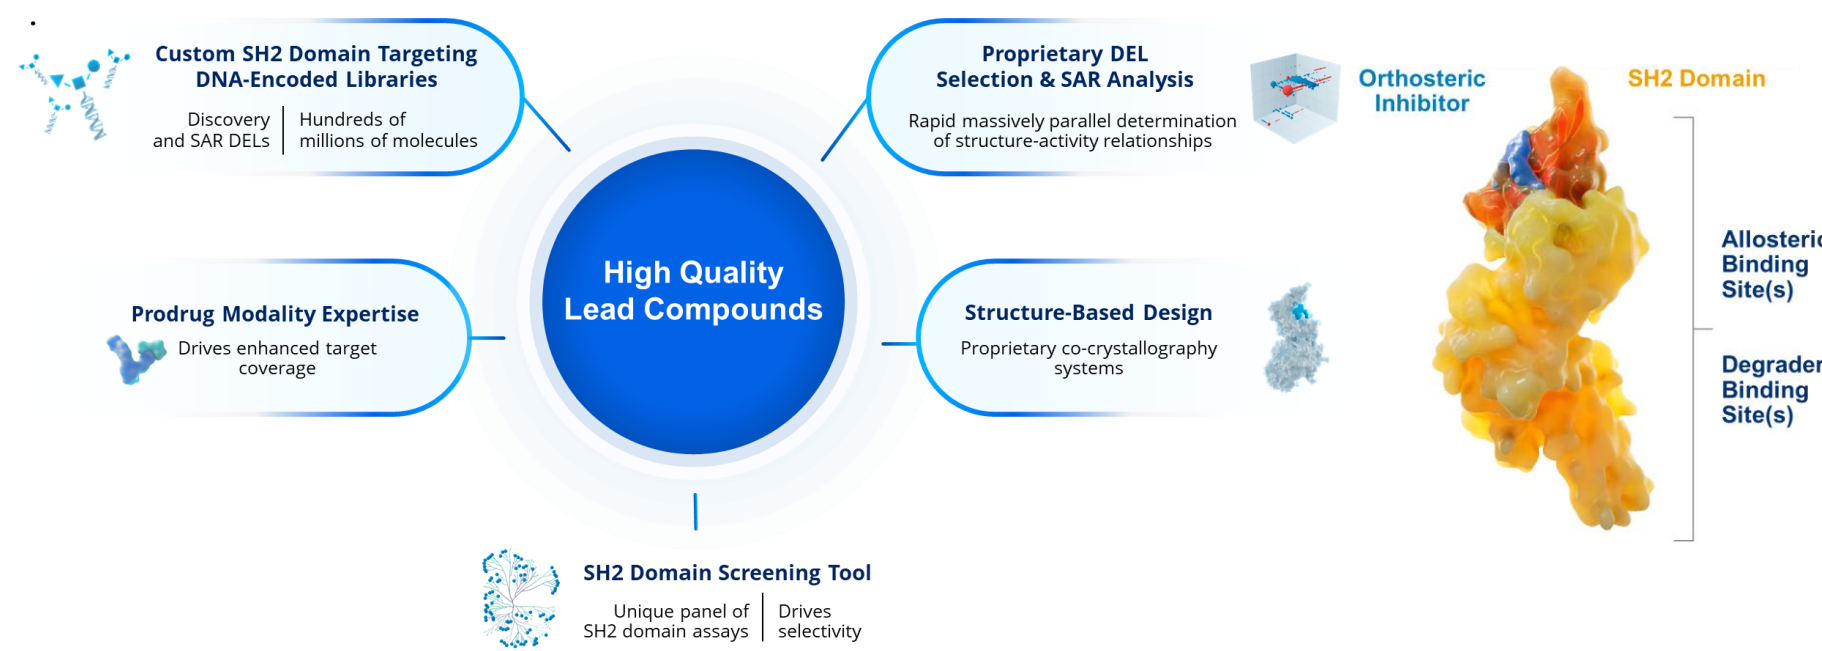 Custom SH2 Domain Targeting
DNA-Encoded Libraries
Discovery
and SAR DELs
Hundreds of
millions of molecules
Proprietary DEL
Selection & SAR Analysis
Rapid massively parallel determination
of structure-activity relationships
Prodrug Modality Expertise
Drives enhanced target
coverage
High Quality
Lead Compounds
Structure-Based Design
Proprietary co-crystallography
systems
SH2 Domain Screening Tool
Unique panel of
SH2 domain assays
Drives
selectivity
Orthosteric
Inhibitor
SH2 Domain
Allosteric
Binding
Site(s)
Degrader
Binding
Site(s)